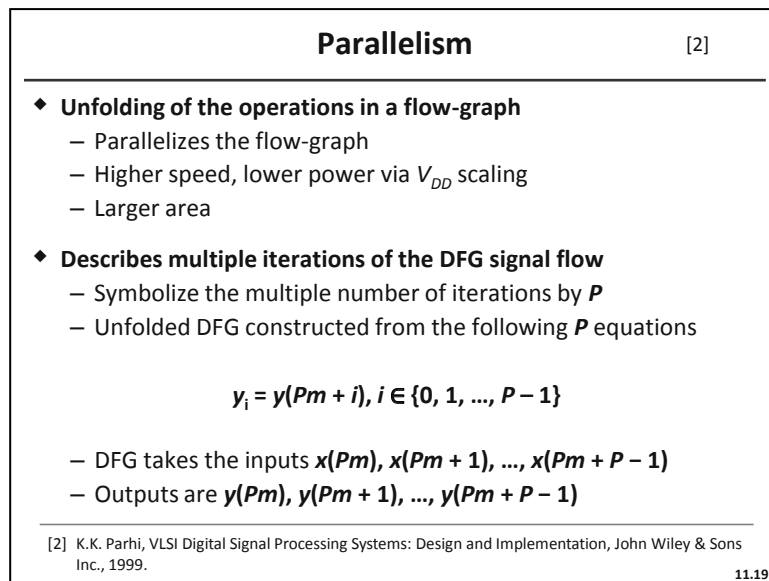 Parallelism [2]
◆ Unfolding of the operations in a flow-graph
– Parallelizes the flow-graph
– Higher speed, lower power via V_DD scaling
– Larger area
◆ Describes multiple iterations of the DFG signal flow
– Symbolize the multiple number of iterations by P
– Unfolded DFG constructed from the following P equations
y_i = y(Pm + i), i ∈ {0, 1, …, P – 1}
– DFG takes the inputs x(Pm), x(Pm + 1), …, x(Pm + P − 1)
– Outputs are y(Pm), y(Pm + 1), …, y(Pm + P − 1)
[2] K.K. Parhi, VLSI Digital Signal Processing Systems: Design and Implementation, John Wiley & Sons
Inc., 1999.
11.19